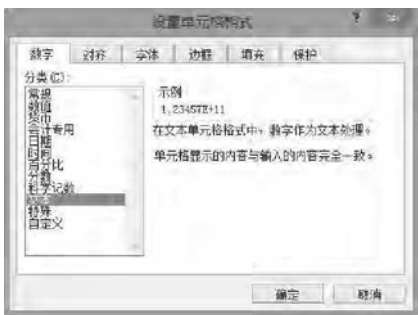 设置单元格格式
数字 对齐 字体 边框 填充 保护
分类(C):
常规
数值
货币
会计专用
日期
时间
百分比
分数
科学记数
文本
特殊
自定义
示例
1.23457E+11
在文本单元格格式中，数字作为文本处理。
单元格显示的内容与输入的内容完全一致。
确定 取消